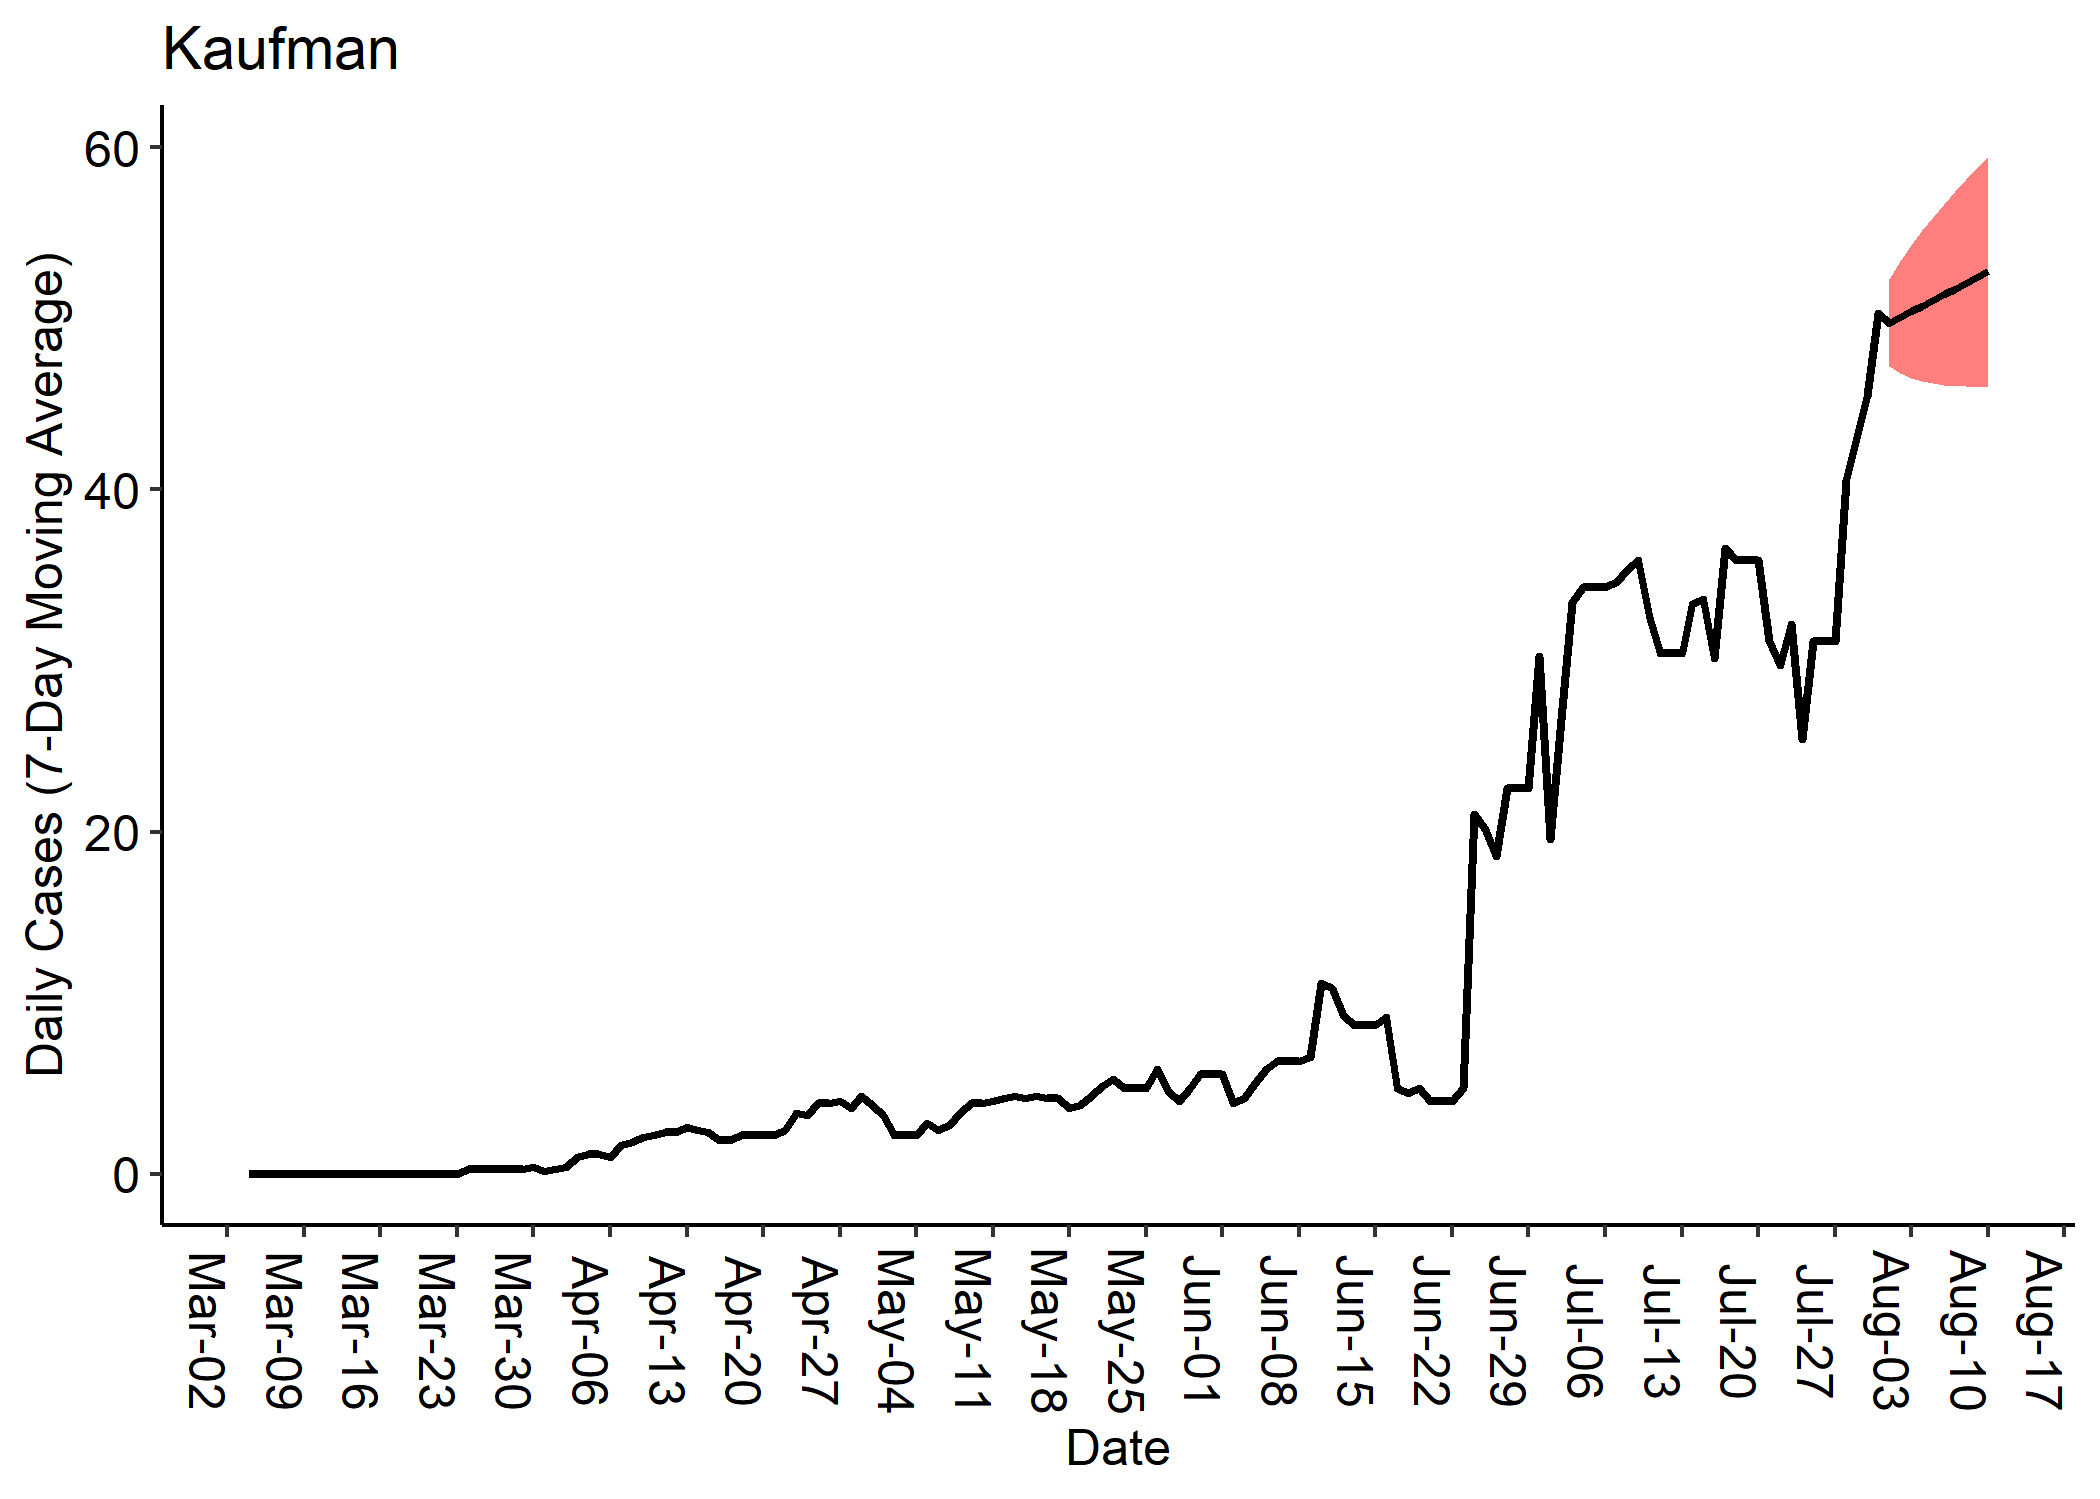 Kaufman
Daily Cases (7-Day Moving Average)
60
40
20
0
Mar-02
Mar-09
Mar-16
Mar-23
Mar-30
Apr-06
Apr-13
Apr-20
Apr-27
May-04
May-11
May-18
May-25
Jun-01
Jun-08
Jun-15
Jun-22
Jun-29
Jul-06
Jul-13
Jul-20
Jul-27
Aug-03
Aug-10
Aug-17
Date